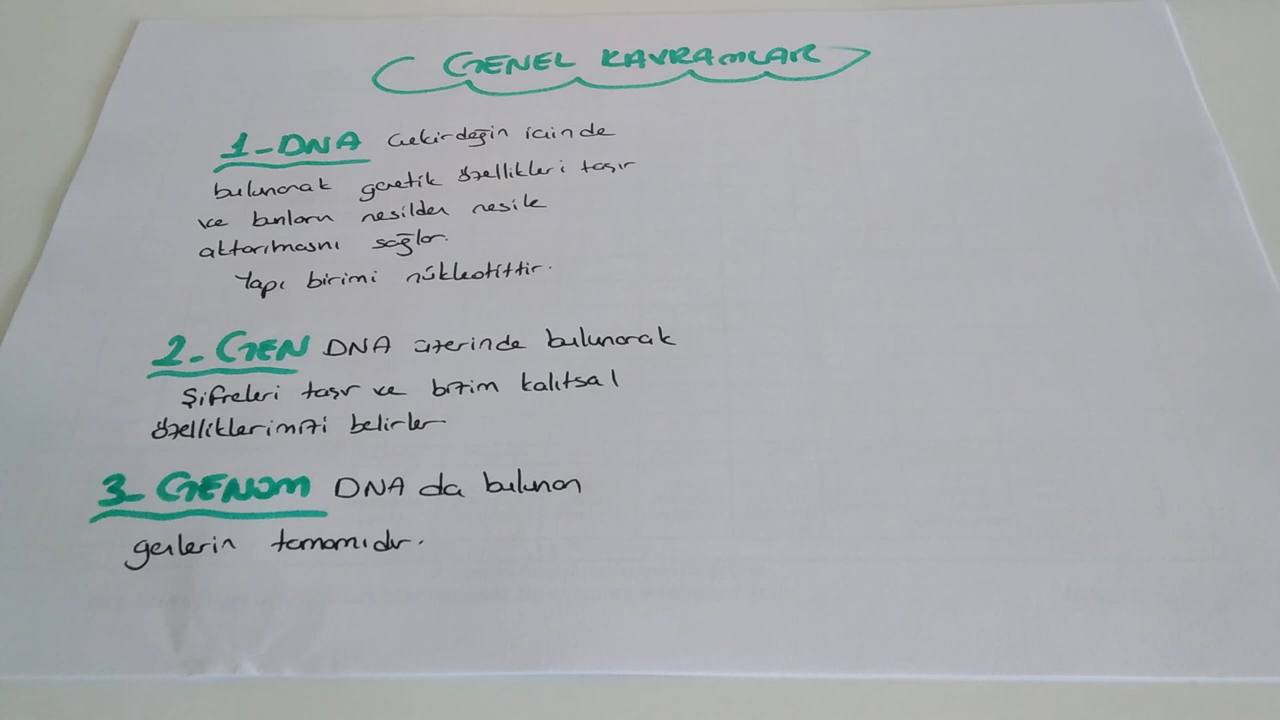 GENEL KAVRAMLAR
1-DNA Çekirdeğin içinde
bulunarak genetik özellikleri taşır
ve bunların nesilden nesile
aktarılmasını sağlar.
Yapı birimi nükleotittir.
2-GEN DNA üzerinde bulunarak
Şifreleri taşır ve bizim kalıtsal
özelliklerimizi belirler
3-GENOM DNA da bulunan
genlerin tamamıdır.